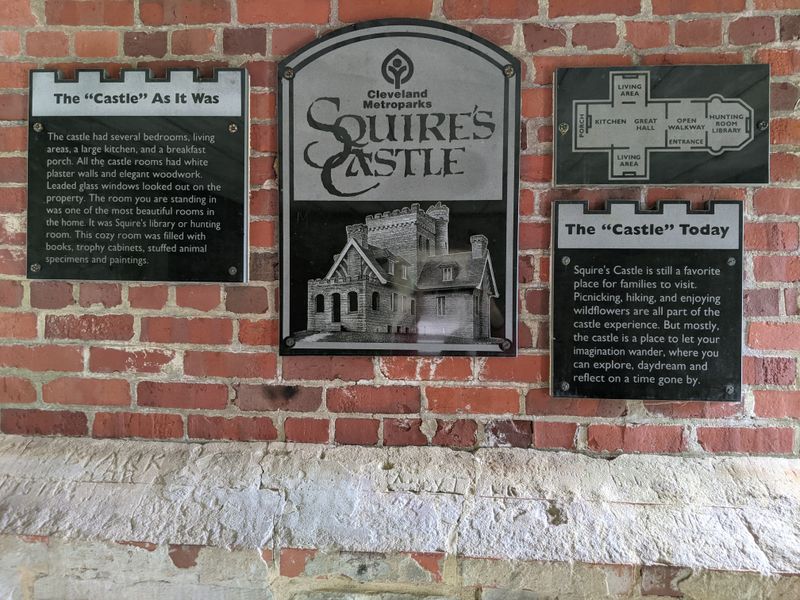 The "Castle" As It Was
The castle had several bedrooms, living
areas, a large kitchen, and a breakfast
porch. All the castle rooms had white
plaster walls and elegant woodwork.
Leaded glass windows looked out on the
property. The room you are standing in
was one of the most beautiful rooms in
the home. It was Squire's library or hunting
room. This cozy room was filled with
books, trophy cabinets, stuffed animal
specimens and paintings.
Cleveland
Metroparks
SQUIRE'S
CASTLE
LIVING
AREA
PORCH
KITCHEN
GREAT
HALL
OPEN
WALKWAY
ENTRANCE
HUNTING
ROOM
LIBRARY
LIVING
AREA
The "Castle" Today
Squire's Castle is still a favorite
place for families to visit.
Picnicking, hiking, and enjoying
wildflowers are all part of the
castle experience. But mostly,
the castle is a place to let your
imagination wander, where you
can explore, daydream and
reflect on a time gone by.
MARK